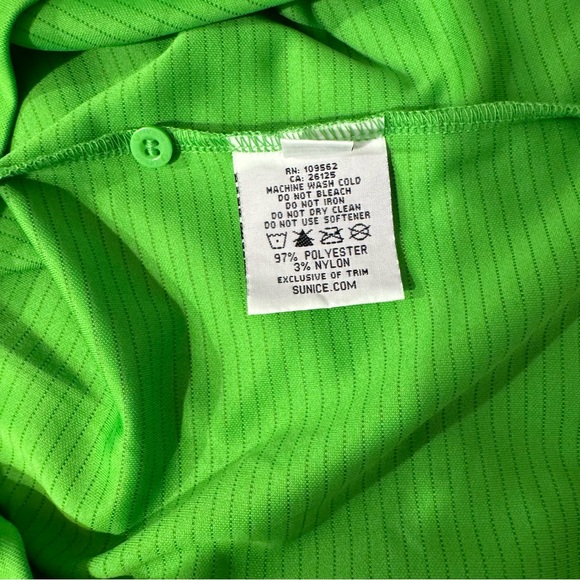 RN: 109562
CA: 26125
MACHINE WASH COLD
DO NOT BLEACH
DO NOT IRON
DO NOT DRY CLEAN
DO NOT USE SOFTENER
97% POLYESTER
3% NYLON
EXCLUSIVE OF TRIM
SUNICE.COM